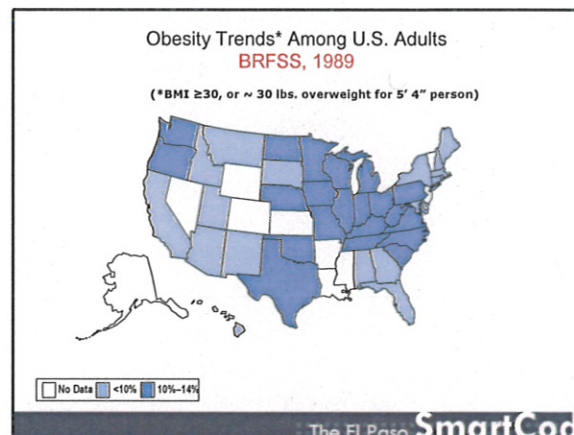 Obesity Trends* Among U.S. Adults
BRFSS, 1989
(*BMI ≥30, or ~ 30 lbs. overweight for 5' 4" person)
No Data <10% 10%–14%
The El Paso SmartCod